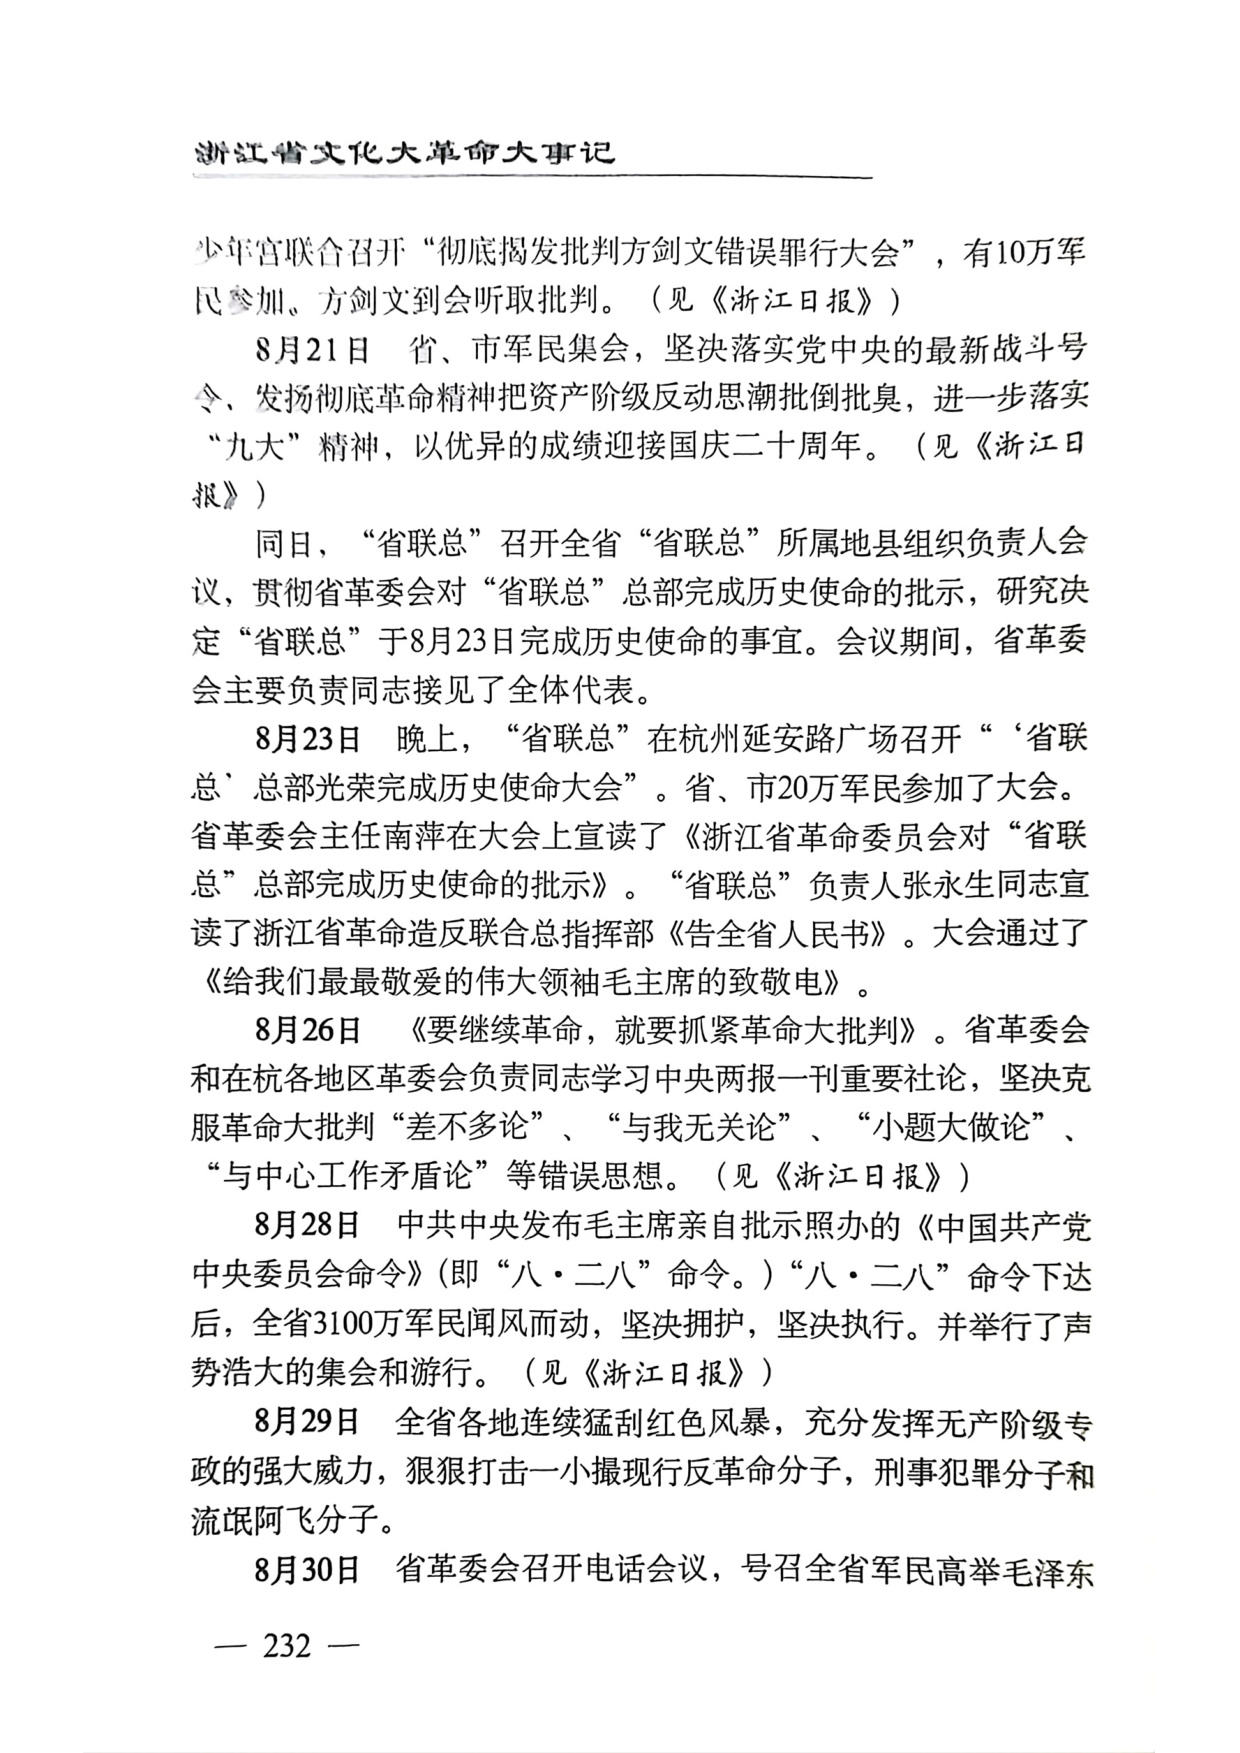 浙江省文化大革命大事记
少年宫联合召开“彻底揭发批判方剑文错误罪行大会”，有10万军
民参加。方剑文到会听取批判。（见《浙江日报》）
8月21日　省、市军民集会，坚决落实党中央的最新战斗号
令、发扬彻底革命精神把资产阶级反动思潮批倒批臭，进一步落实
“九大”精神，以优异的成绩迎接国庆二十周年。（见《浙江日
报》）
同日，“省联总”召开全省“省联总”所属地县组织负责人会
议，贯彻省革委会对“省联总”总部完成历史使命的批示，研究决
定“省联总”于8月23日完成历史使命的事宜。会议期间，省革委
会主要负责同志接见了全体代表。
8月23日　晚上，“省联总”在杭州延安路广场召开“‘省联
总’总部光荣完成历史使命大会”。省、市20万军民参加了大会。
省革委会主任南萍在大会上宣读了《浙江省革命委员会对“省联
总”总部完成历史使命的批示》。“省联总”负责人张永生同志宣
读了浙江省革命造反联合总指挥部《告全省人民书》。大会通过了
《给我们最最敬爱的伟大领袖毛主席的致敬电》。
8月26日　《要继续革命，就要抓紧革命大批判》。省革委会
和在杭各地区革委会负责同志学习中央两报一刊重要社论，坚决克
服革命大批判“差不多论”、“与我无关论”、“小题大做论”、
“与中心工作矛盾论”等错误思想。（见《浙江日报》）
8月28日　中共中央发布毛主席亲自批示照办的《中国共产党
中央委员会命令》（即“八·二八”命令。）“八·二八”命令下达
后，全省3100万军民闻风而动，坚决拥护，坚决执行。并举行了声
势浩大的集会和游行。（见《浙江日报》）
8月29日　全省各地连续猛刮红色风暴，充分发挥无产阶级专
政的强大威力，狠狠打击一小撮现行反革命分子，刑事犯罪分子和
流氓阿飞分子。
8月30日　省革委会召开电话会议，号召全省军民高举毛泽东
— 232 —